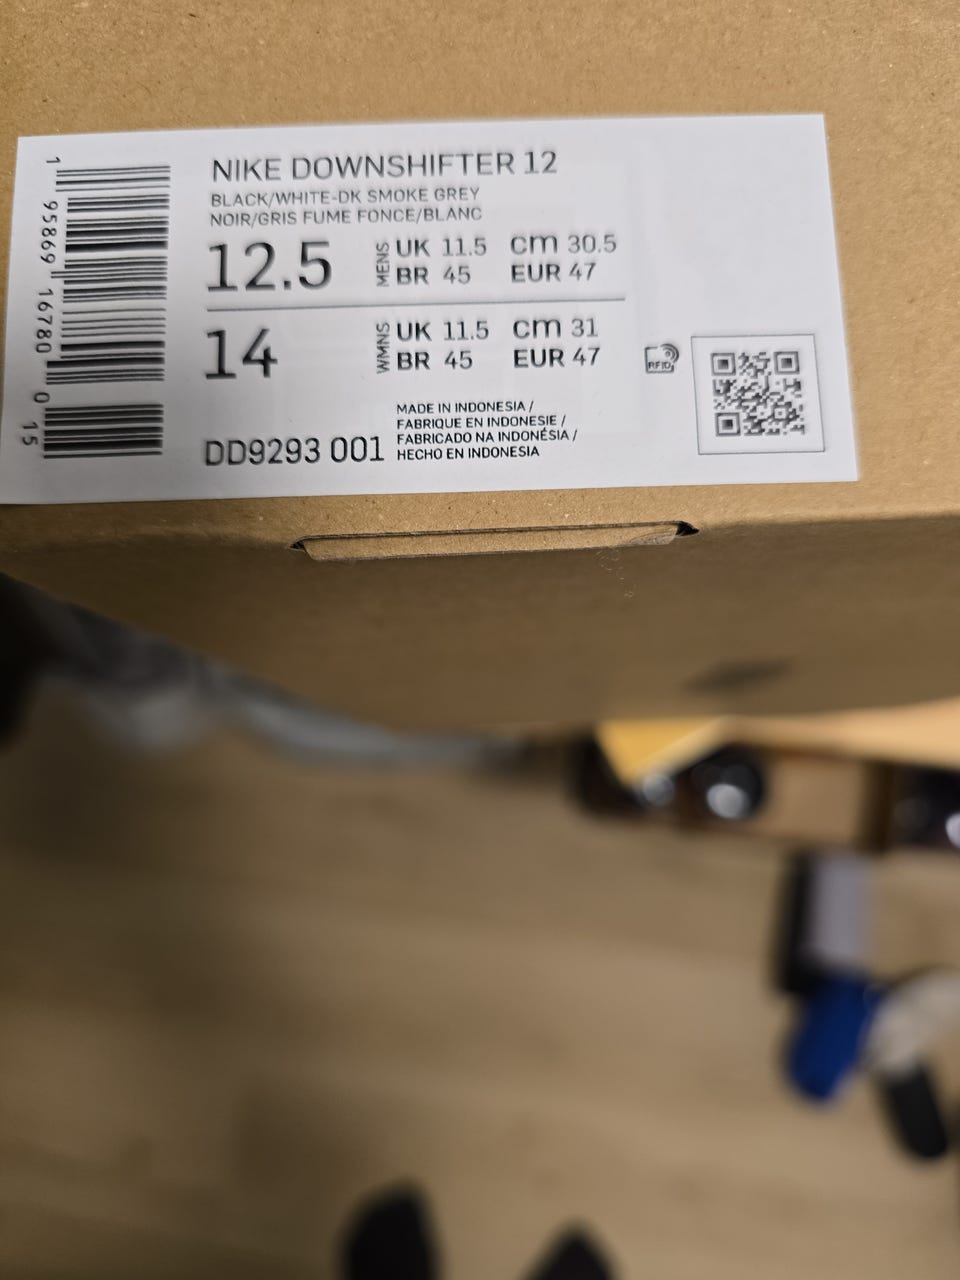 NIKE DOWNSHIFTER 12
BLACK/WHITE-DK SMOKE GREY
NOIR/GRIS FUME FONCE/BLANC
12.5 MENS UK 11.5 cm 30.5
BR 45 EUR 47
14 WMNS UK 11.5 cm 31
BR 45 EUR 47
RFID
MADE IN INDONESIA /
FABRIQUE EN INDONESIE /
FABRICADO NA INDONÉSIA /
HECHO EN INDONESIA
DD9293 001
1 95869 16780 0 15